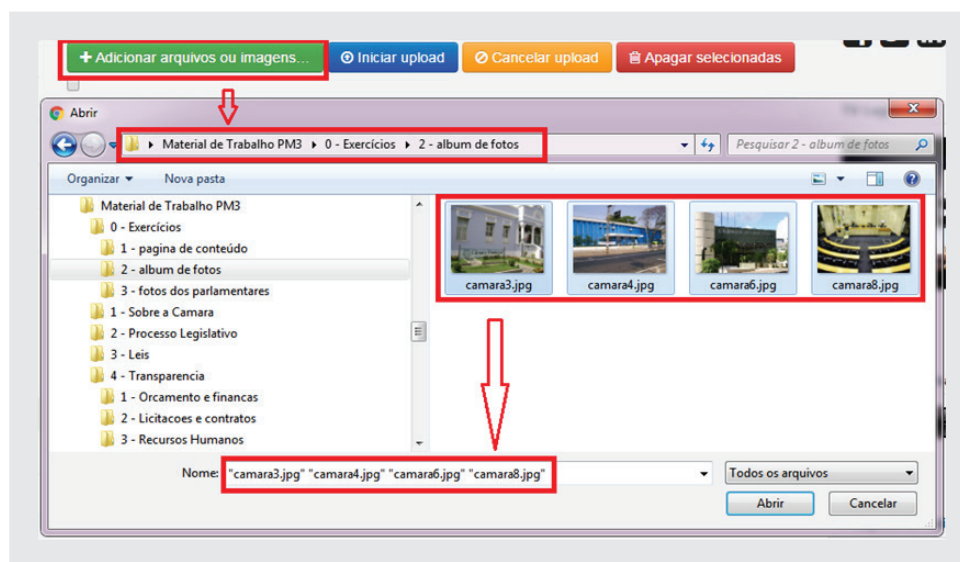 + Adicionar arquivos ou imagens... Iniciar upload Cancelar upload Apagar selecionadas
Abrir
Material de Trabalho PM3 0 - Exercícios 2 - album de fotos Pesquisar 2 - album de fotos
Organizar Nova pasta
Material de Trabalho PM3
0 - Exercícios
1 - pagina de conteúdo
2 - album de fotos
3 - fotos dos parlamentares
1 - Sobre a Camara
2 - Processo Legislativo
3 - Leis
4 - Transparencia
1 - Orcamento e financas
2 - Licitacoes e contratos
3 - Recursos Humanos
camara3.jpg camara4.jpg camara6.jpg camara8.jpg
Nome: "camara3.jpg" "camara4.jpg" "camara6.jpg" "camara8.jpg" Todos os arquivos
Abrir Cancelar